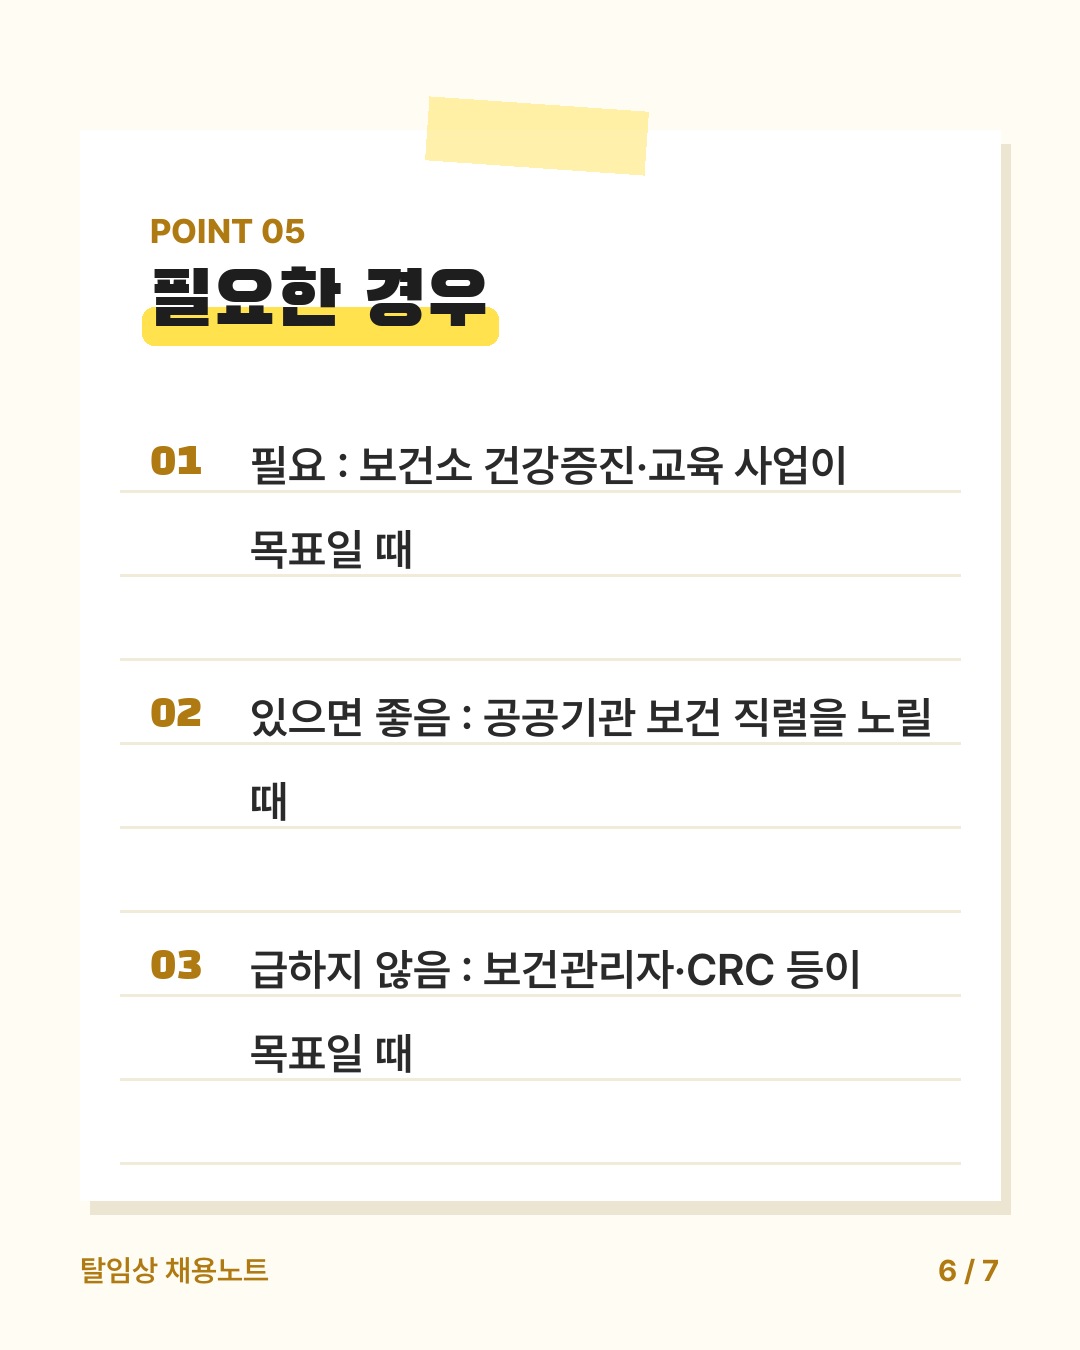 POINT 05
필요한 경우
01 필요 : 보건소 건강증진·교육 사업이
목표일 때
02 있으면 좋음 : 공공기관 보건 직렬을 노릴
때
03 급하지 않음 : 보건관리자·CRC 등이
목표일 때
탈임상 채용노트
6 / 7